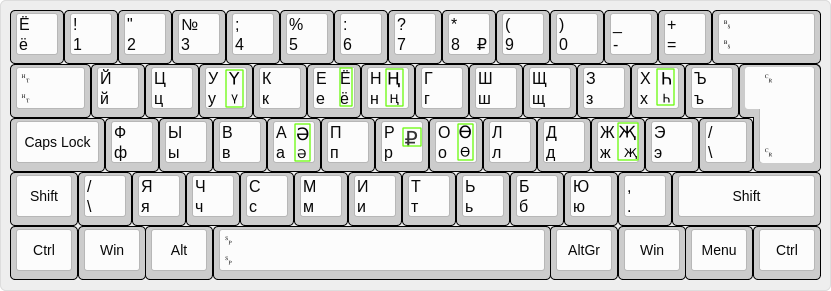 Ё ! " № ; % : ? * ( ) _ +
ё 1 2 3 4 5 6 7 8 ₽ 9 0 - =
Й Ц У Ү К Е Ё Н Ң Г Ш Щ З Х Һ Ъ
й ц у ү к е ё н ң г ш щ з х һ ъ
Caps Lock Ф Ы В А Ә П Р ₽ О Ө Л Д Ж Җ Э /
ф ы в а ә п р о ө л д ж җ э \
Shift / Я Ч С М И Т Ь Б Ю , Shift
\ я ч с м и т ь б ю .
Ctrl Win Alt AltGr Win Menu Ctrl